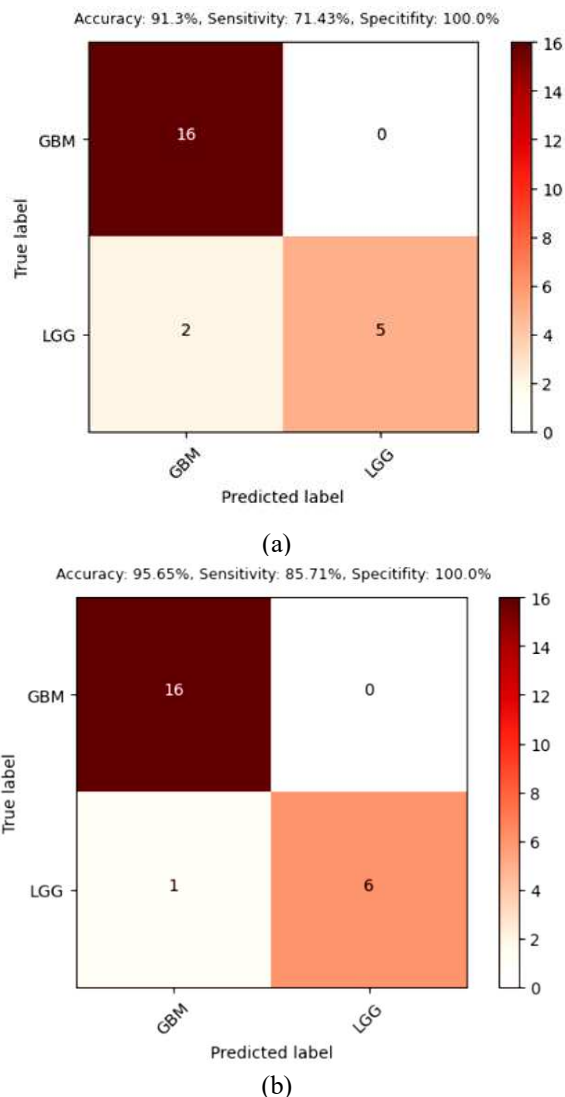 Accuracy: 91.3%, Sensitivity: 71.43%, Specitifity: 100.0%
16
14
12
10
8
6
4
2
0
True label
GBM
16
0
LGG
2
5
GBM
LGG
Predicted label
(a)
Accuracy: 95.65%, Sensitivity: 85.71%, Specitifity: 100.0%
16
14
12
10
8
6
4
2
0
True label
GBM
16
0
LGG
1
6
GBM
LGG
Predicted label
(b)